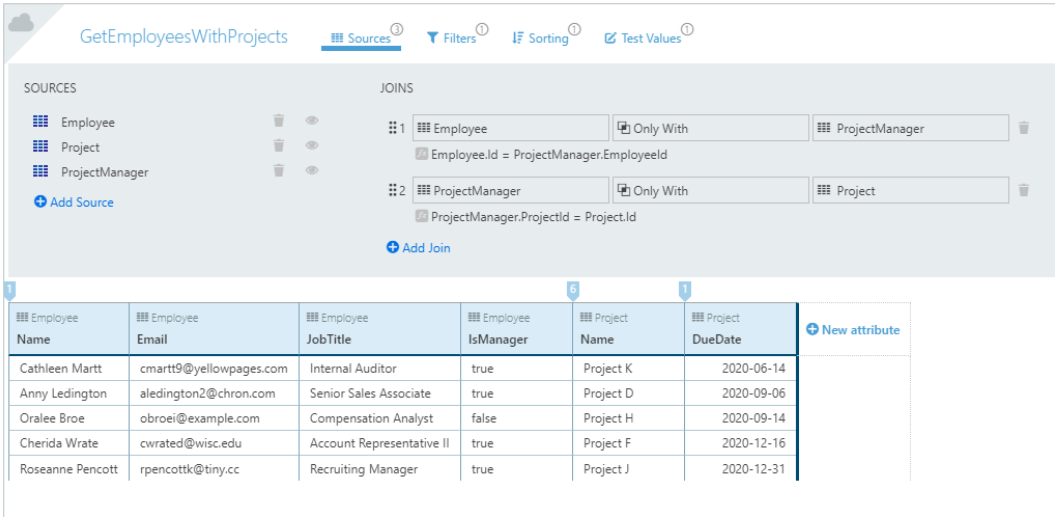 GetEmployeesWithProjects Sources 3 Filters 1 Sorting 1 Test Values 1
SOURCES
Employee
Project
ProjectManager
Add Source
JOINS
1 Employee Only With ProjectManager
fx Employee.Id = ProjectManager.EmployeeId
2 ProjectManager Only With Project
fx ProjectManager.ProjectId = Project.Id
Add Join
1 6 1
Employee Employee Employee Employee Project Project
Name Email JobTitle IsManager Name DueDate New attribute
Cathleen Martt cmartt9@yellowpages.com Internal Auditor true Project K 2020-06-14
Anny Ledington aledington2@chron.com Senior Sales Associate true Project D 2020-09-06
Oralee Broe obroei@example.com Compensation Analyst false Project H 2020-09-14
Cherida Wrate cwrated@wisc.edu Account Representative II true Project F 2020-12-16
Roseanne Pencott rpencottk@tiny.cc Recruiting Manager true Project J 2020-12-31